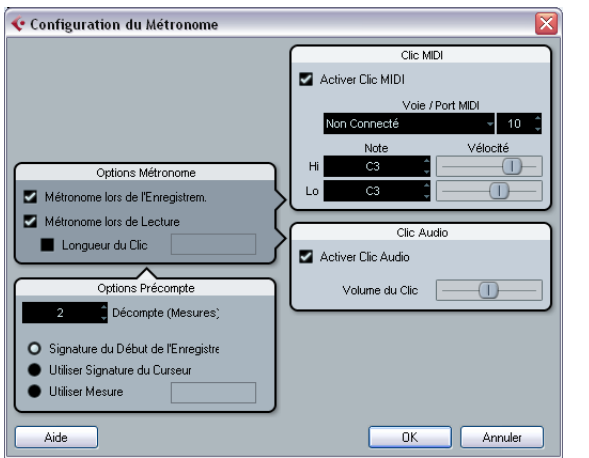 Configuration du Métronome
Clic MIDI
Activer Clic MIDI
Voie / Port MIDI
Non Connecté 10
Note Vélocité
Hi C3
Lo C3
Options Métronome
Métronome lors de l'Enregistrem.
Métronome lors de Lecture
Longueur du Clic
Clic Audio
Activer Clic Audio
Volume du Clic
Options Précompte
2 Décompte (Mesures)
Signature du Début de l'Enregistre
Utiliser Signature du Curseur
Utiliser Mesure
Aide OK Annuler